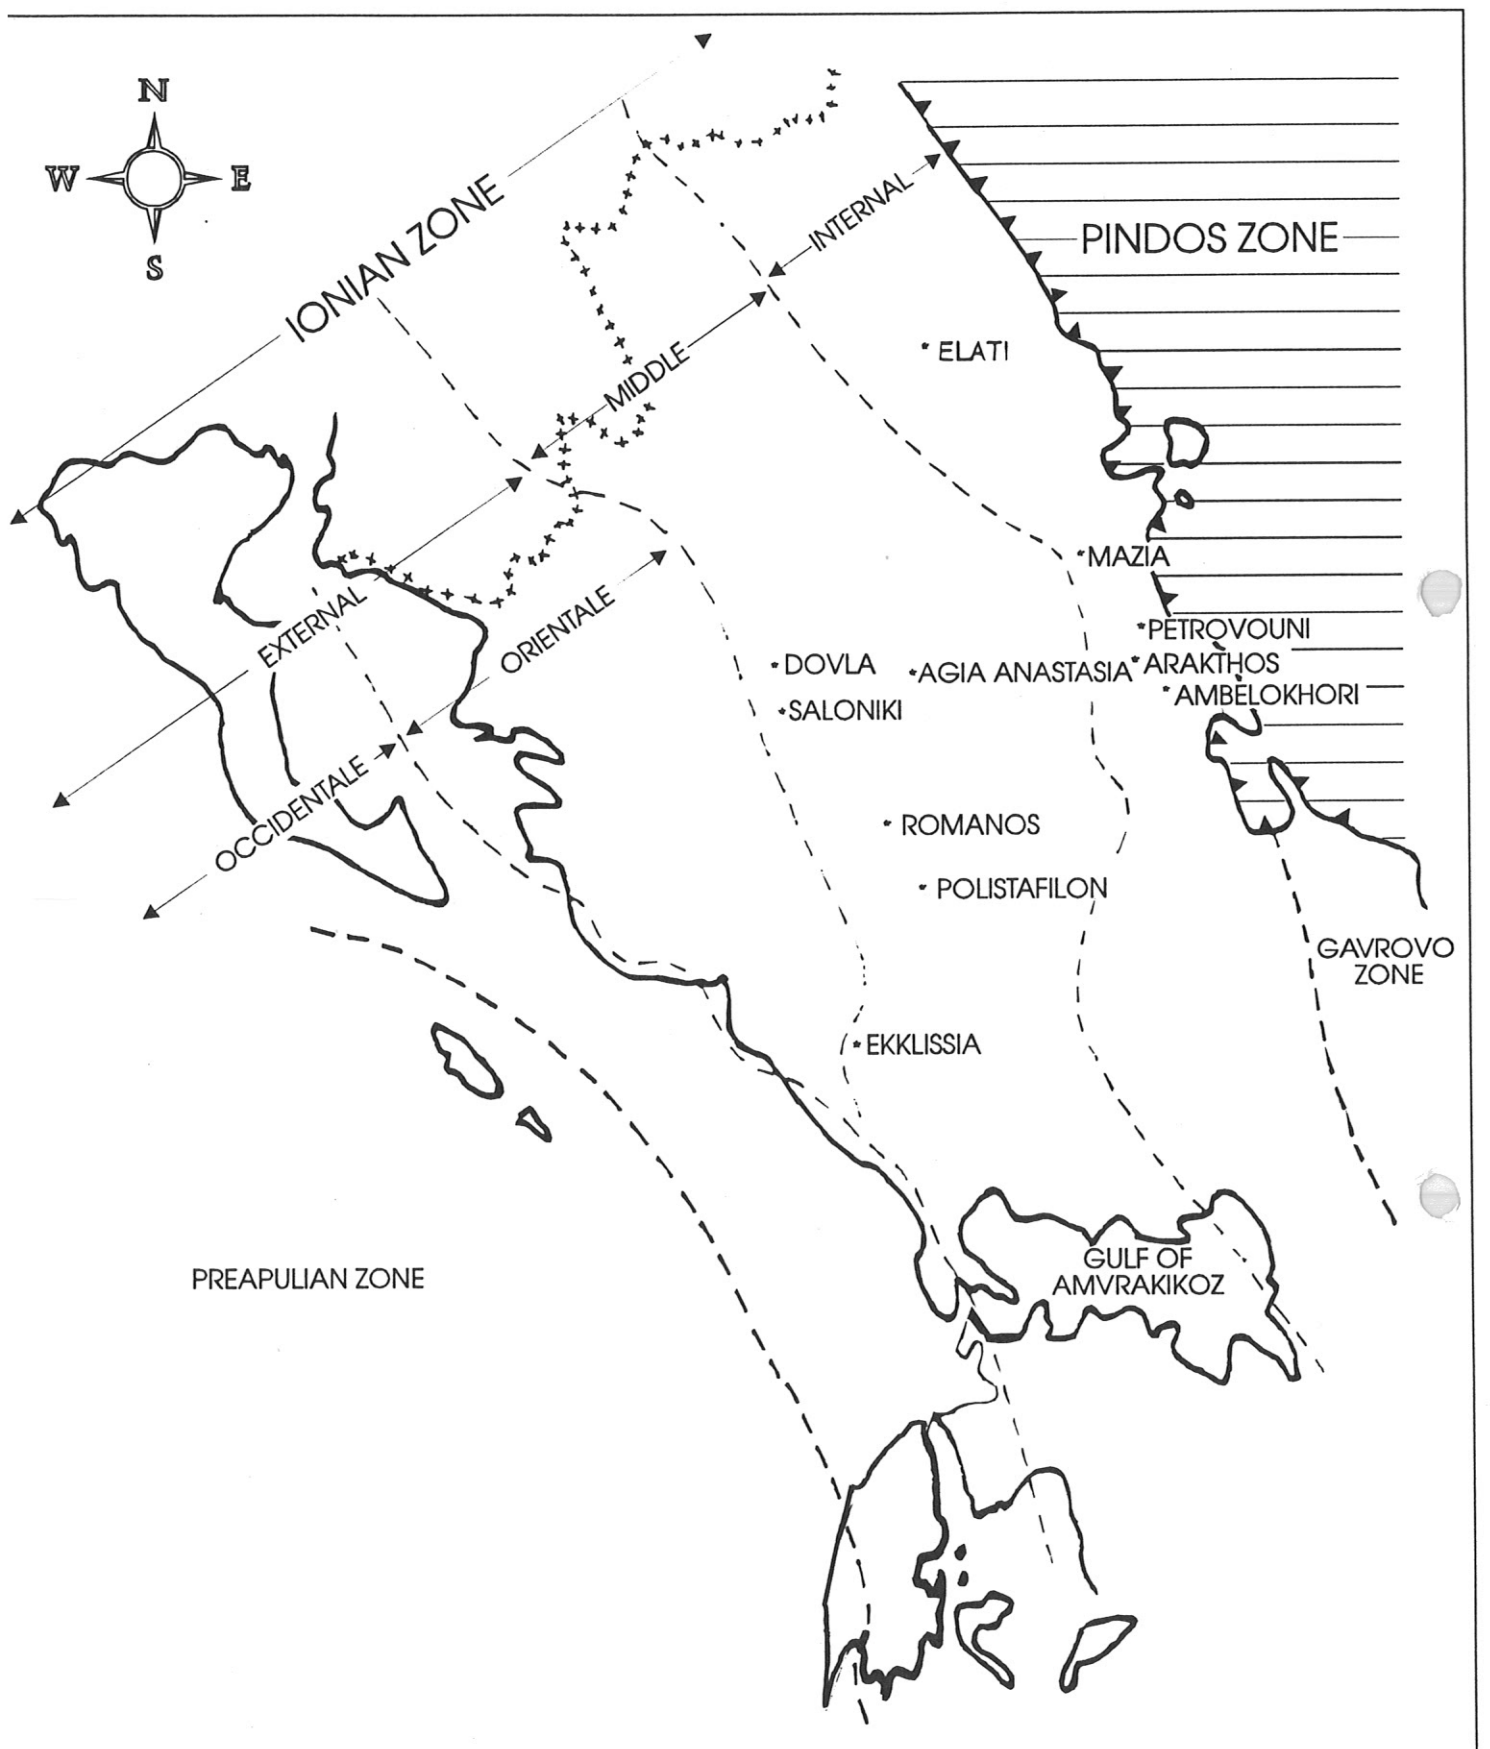 N
W
E
S
IONIAN ZONE
INTERNAL
PINDOS ZONE
MIDDLE
ELATI
EXTERNAL
ORIENTALE
OCCIDENTALE
MAZIA
PETROVOUNI
DOVLA
AGIA ANASTASIA
ARAKTHOS
AMBELOKHORI
SALONIKI
ROMANOS
POLISTAFILON
GAVROVO
ZONE
EKKLISSIA
PREAPULIAN ZONE
GULF OF
AMVRAKIKOZ